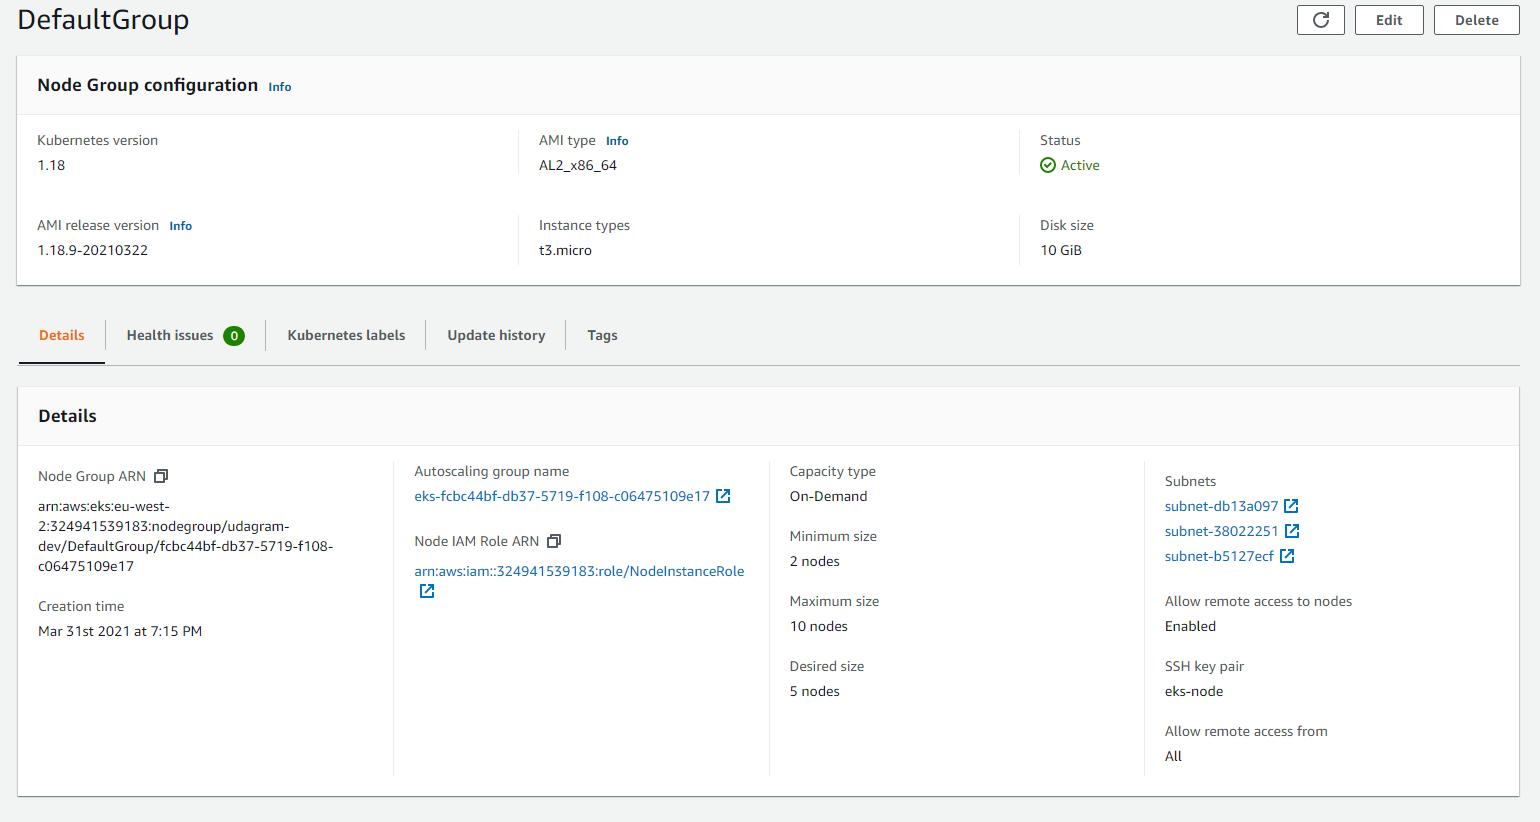 DefaultGroup
Edit
Delete
Node Group configuration Info
Kubernetes version
1.18
AMI type Info
AL2_x86_64
Status
Active
AMI release version Info
1.18.9-20210322
Instance types
t3.micro
Disk size
10 GiB
Details
Health issues 0
Kubernetes labels
Update history
Tags
Details
Node Group ARN
arn:aws:eks:eu-west-
2:324941539183:nodegroup/udagram-
dev/DefaultGroup/fcbc44bf-db37-5719-f108-
c06475109e17
Creation time
Mar 31st 2021 at 7:15 PM
Autoscaling group name
eks-fcbc44bf-db37-5719-f108-c06475109e17
Node IAM Role ARN
arn:aws:iam::324941539183:role/NodeInstanceRole
Capacity type
On-Demand
Minimum size
2 nodes
Maximum size
10 nodes
Desired size
5 nodes
Subnets
subnet-db13a097
subnet-38022251
subnet-b5127ecf
Allow remote access to nodes
Enabled
SSH key pair
eks-node
Allow remote access from
All